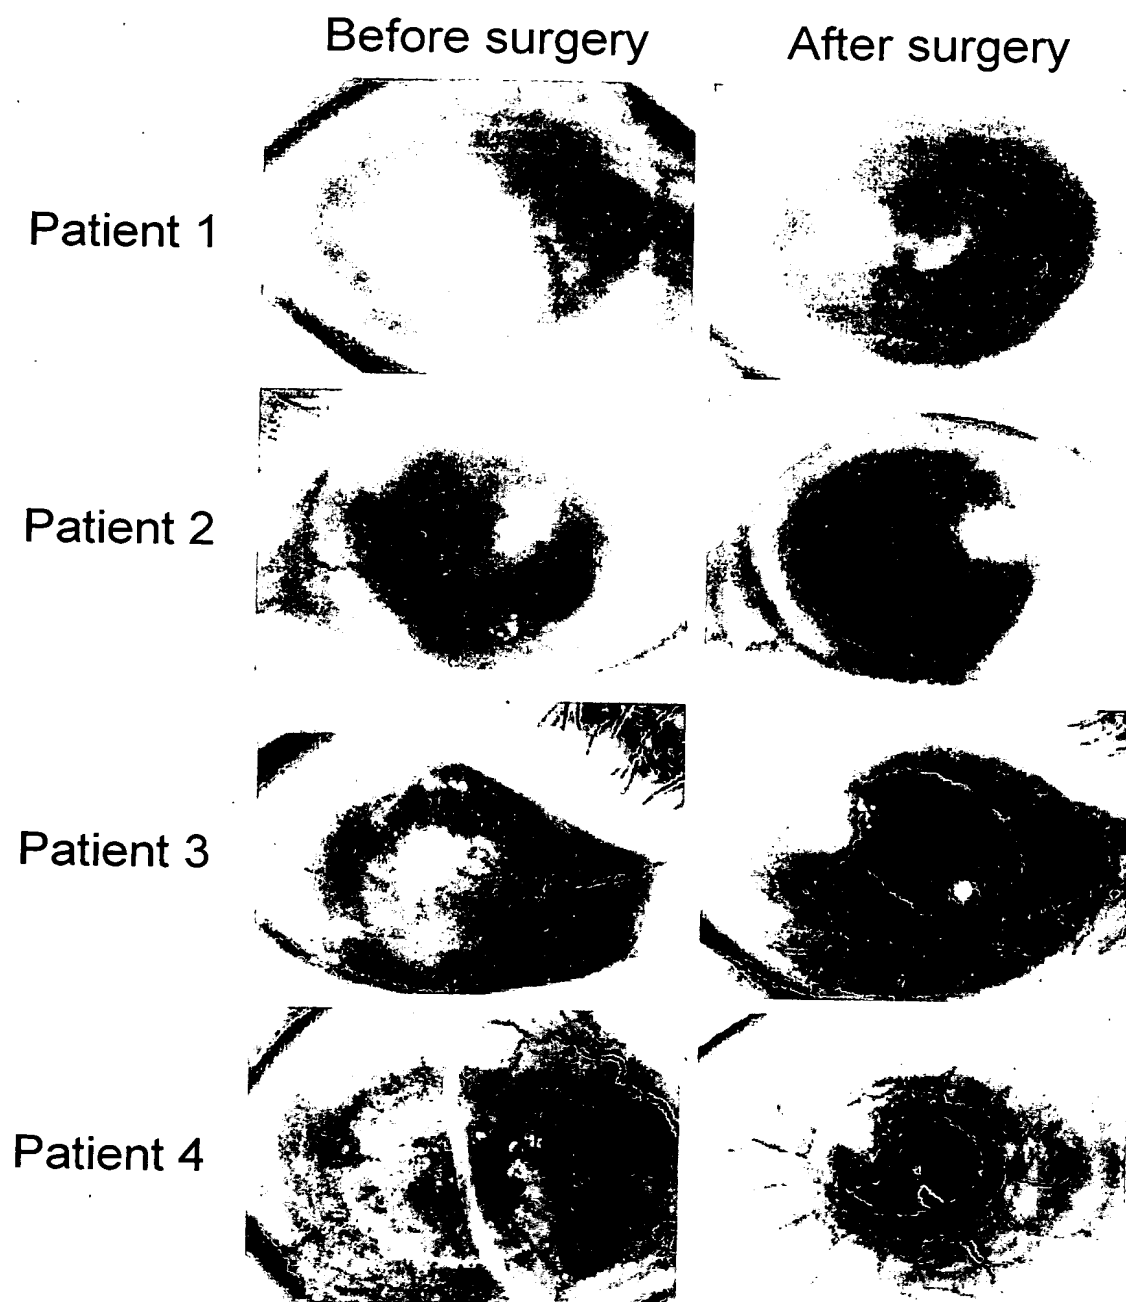 Before surgery
After surgery
Patient 1
Patient 2
Patient 3
Patient 4